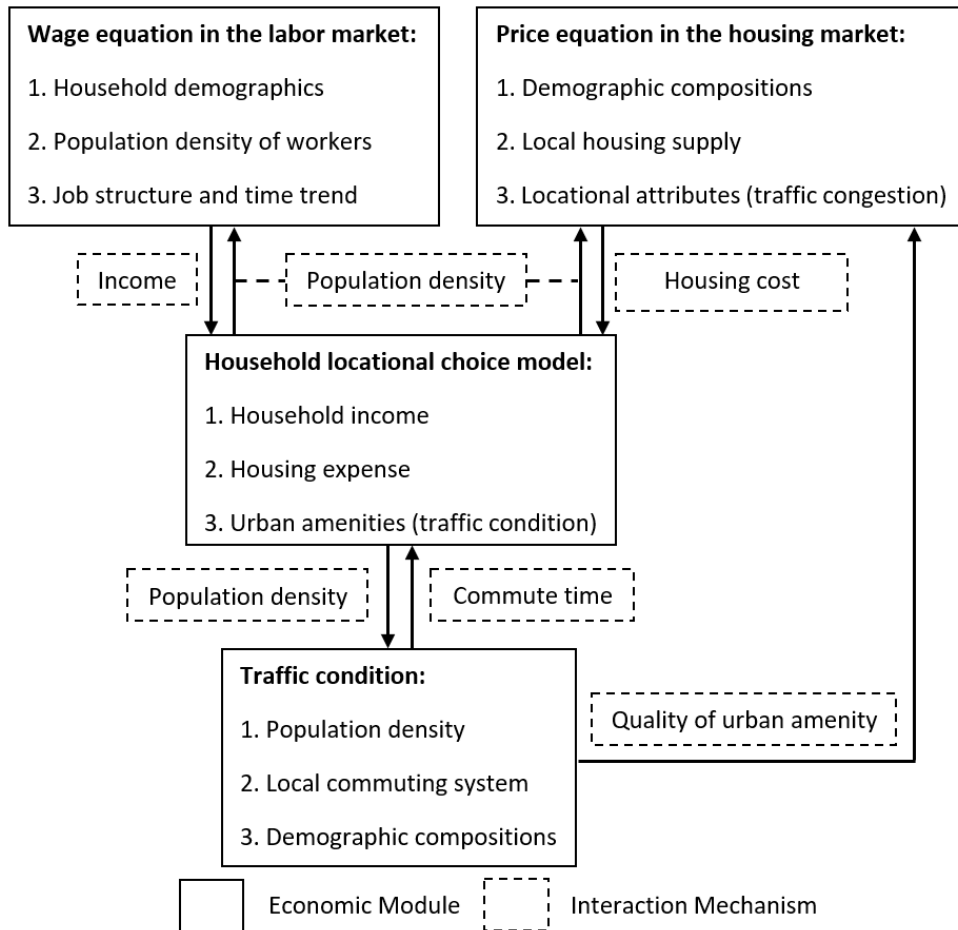 Wage equation in the labor market:
1. Household demographics
2. Population density of workers
3. Job structure and time trend
Price equation in the housing market:
1. Demographic compositions
2. Local housing supply
3. Locational attributes (traffic congestion)
Income
Population density
Housing cost
Household locational choice model:
1. Household income
2. Housing expense
3. Urban amenities (traffic condition)
Population density
Commute time
Traffic condition:
1. Population density
2. Local commuting system
3. Demographic compositions
Quality of urban amenity
Economic Module
Interaction Mechanism